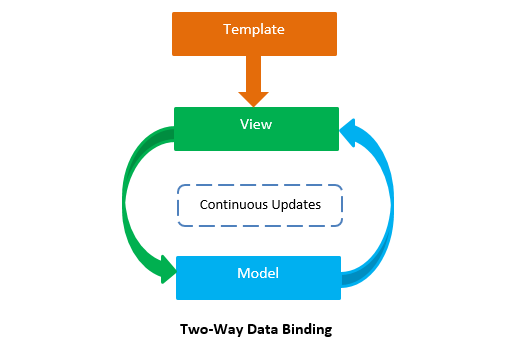 Template
View
Continuous Updates
Model
Two-Way Data Binding